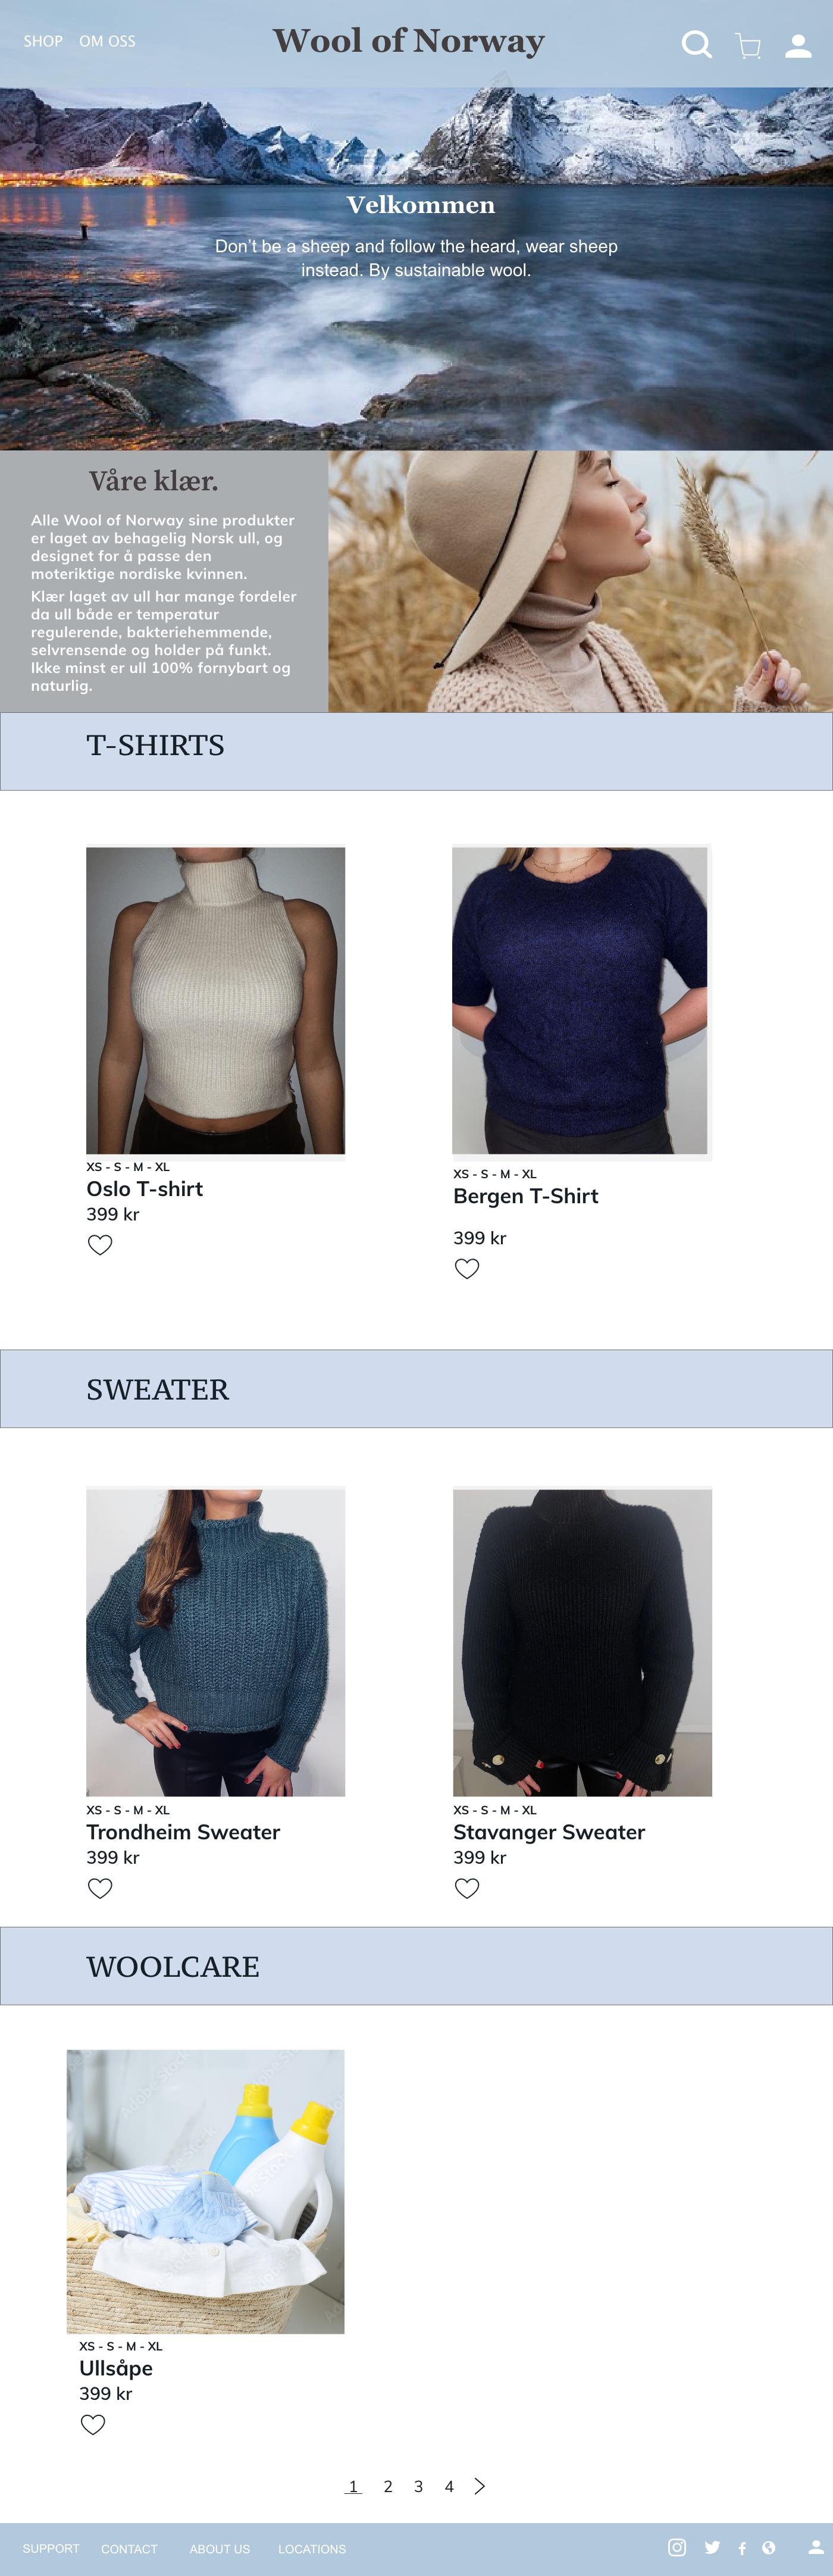 SHOP OM OSS
Wool of Norway
Velkommen
Don't be a sheep and follow the heard, wear sheep
instead. By sustainable wool.
Våre klær.
Alle Wool of Norway sine produkter
er laget av behagelig Norsk ull, og
designet for å passe den
moteriktige nordiske kvinnen.
Klær laget av ull har mange fordeler
da ull både er temperatur
regulerende, bakteriehemmende,
selvrensende og holder på funkt.
Ikke minst er ull 100% fornybart og
naturlig.
T-SHIRTS
XS - S - M - XL
Oslo T-shirt
399 kr
XS - S - M - XL
Bergen T-Shirt
399 kr
SWEATER
XS - S - M - XL
Trondheim Sweater
399 kr
XS - S - M - XL
Stavanger Sweater
399 kr
WOOLCARE
XS - S - M - XL
Ullsåpe
399 kr
1 2 3 4
SUPPORT CONTACT ABOUT US LOCATIONS